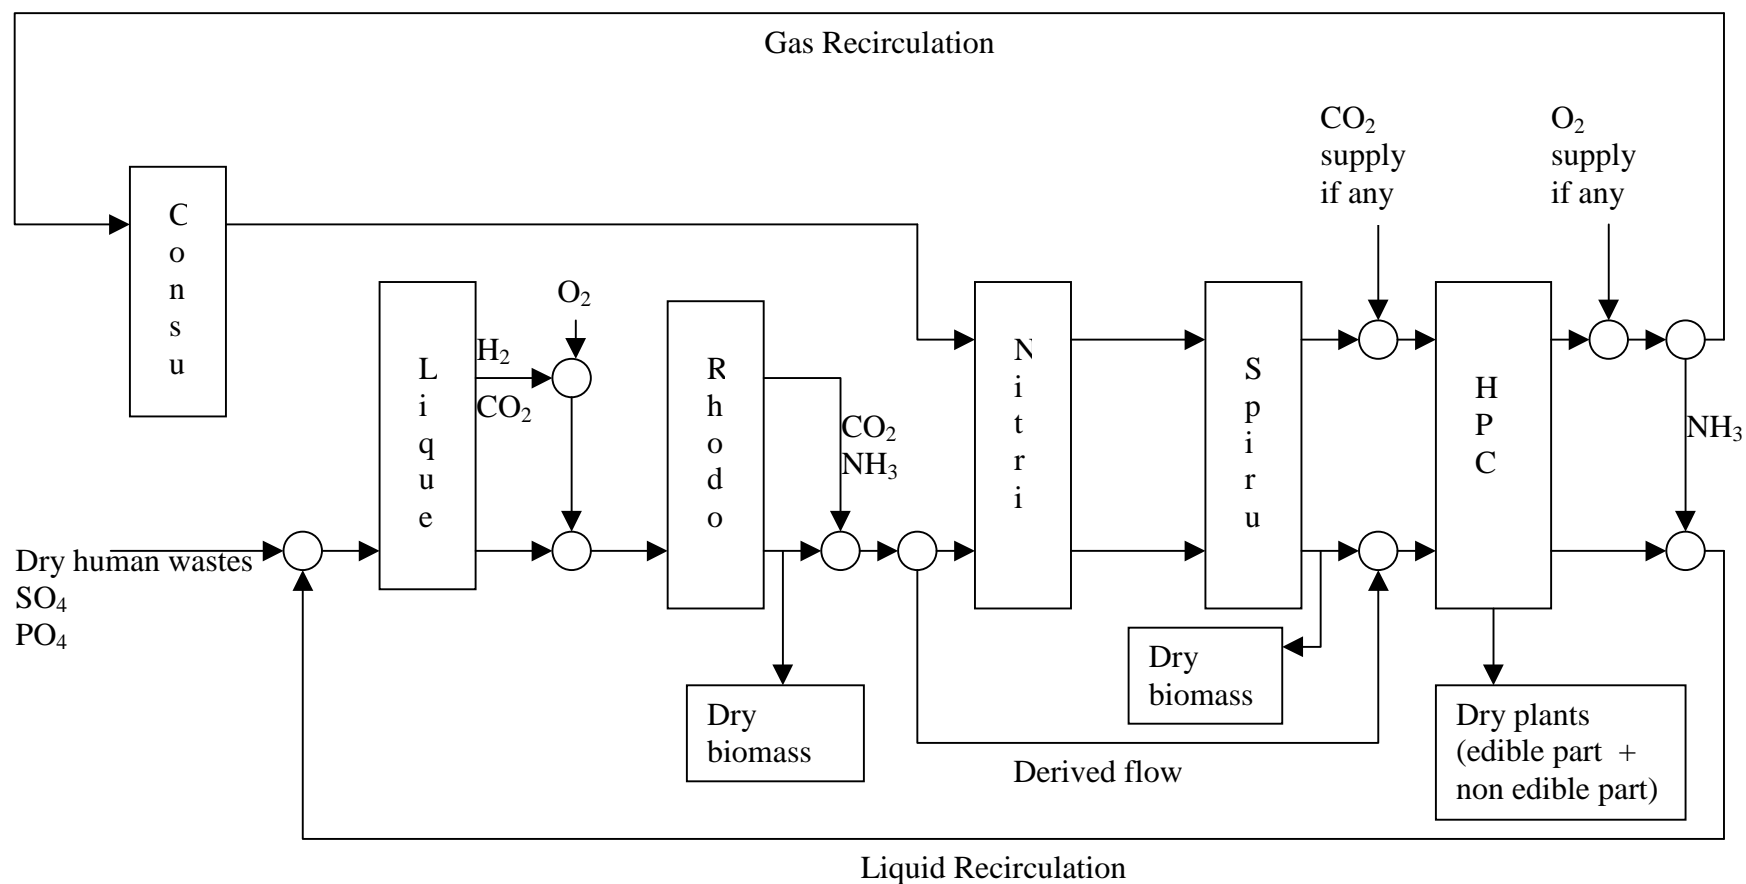 Gas Recirculation
CO₂
supply
if any
O₂
supply
if any
C
o
n
s
u
O₂
H₂
CO₂
L
i
q
u
e
R
h
o
d
o
CO₂
NH₃
N
i
t
r
i
S
p
i
r
u
H
P
C
NH₃
Dry human wastes
SO₄
PO₄
Dry
biomass
Dry
biomass
Dry plants
(edible part +
non edible part)
Derived flow
Liquid Recirculation